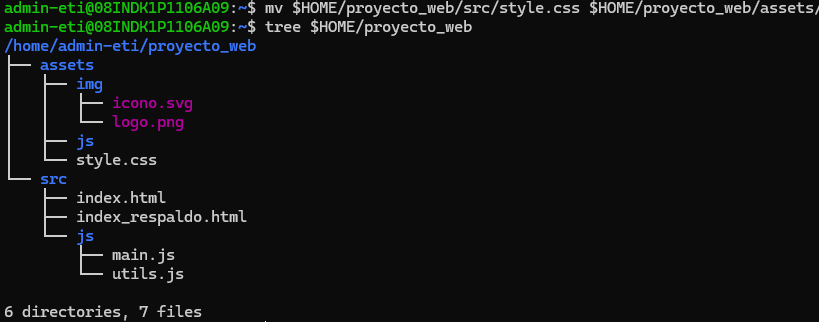 admin-eti@08INDK1P1106A09:~$ mv $HOME/proyecto_web/src/style.css $HOME/proyecto_web/assets/
admin-eti@08INDK1P1106A09:~$ tree $HOME/proyecto_web
/home/admin-eti/proyecto_web
├── assets
│   ├── img
│   │   ├── icono.svg
│   │   └── logo.png
│   ├── js
│   └── style.css
└── src
    ├── index.html
    ├── index_respaldo.html
    └── js
        ├── main.js
        └── utils.js

6 directories, 7 files